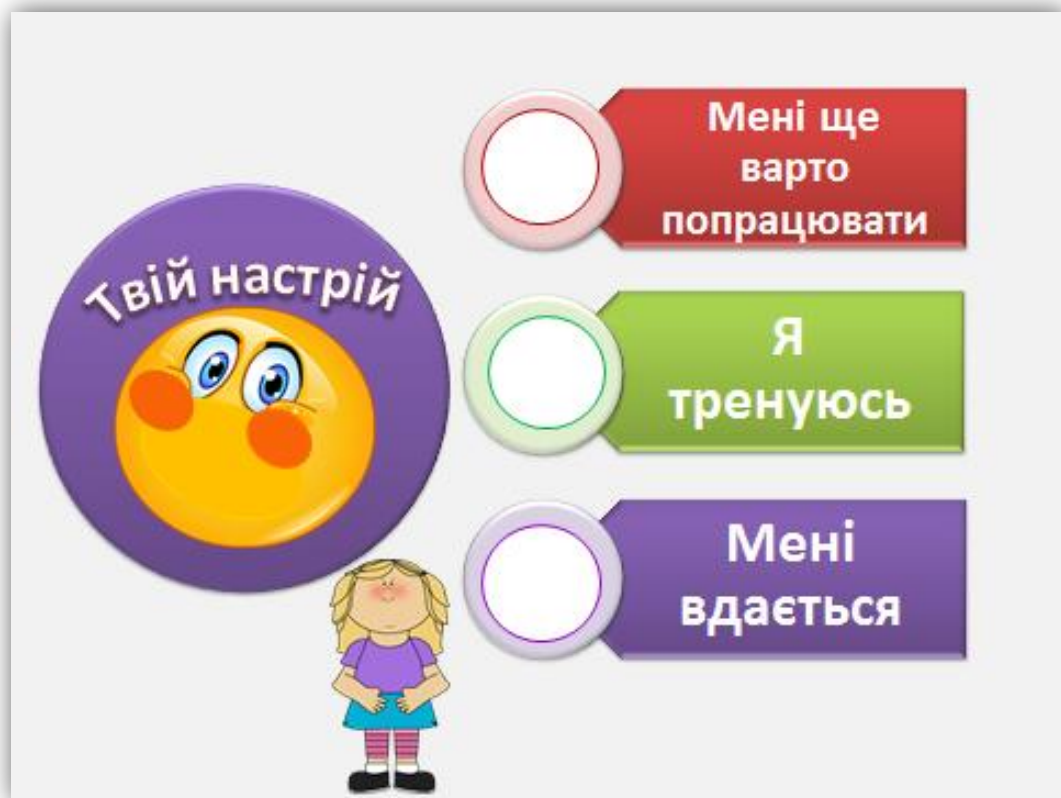 Твій настрій
Мені ще
варто
попрацювати
Я
тренуюсь
Мені
вдається